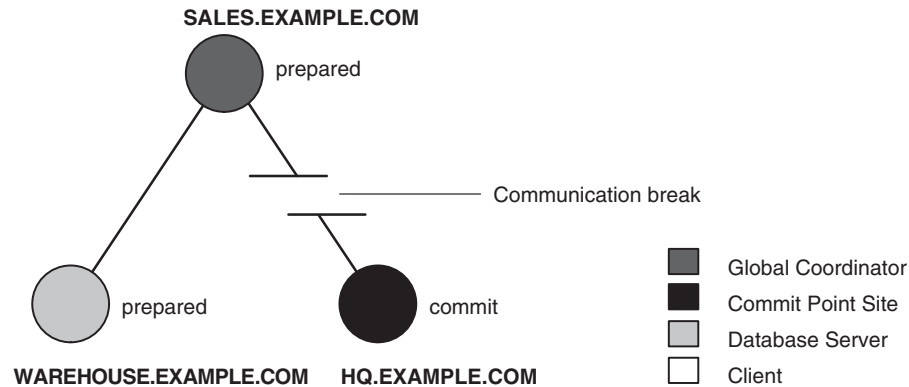 SALES.EXAMPLE.COM
prepared
Communication break
prepared
commit
WAREHOUSE.EXAMPLE.COM
HQ.EXAMPLE.COM
Global Coordinator
Commit Point Site
Database Server
Client